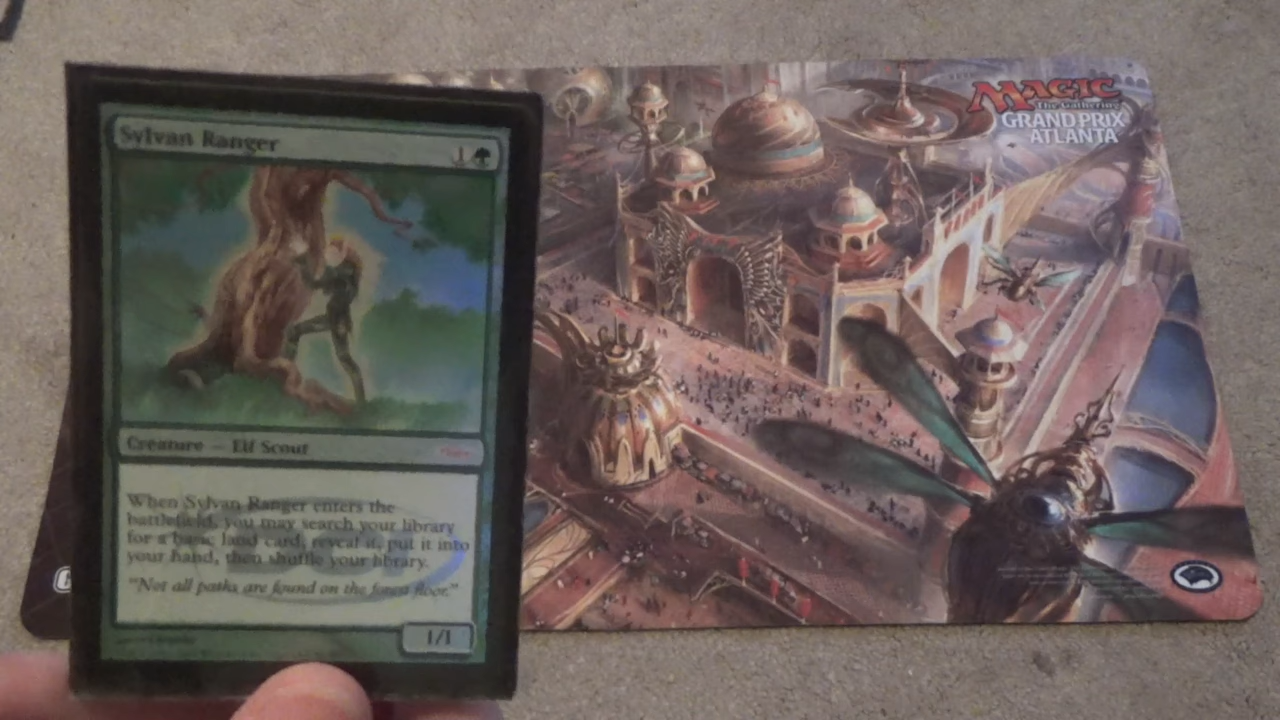 Sylvan Ranger
1
Creature — Elf Scout
When Sylvan Ranger enters the
battlefield, you may search your library
for a basic land card, reveal it, put it into
your hand, then shuffle your library.
"Not all paths are found on the forest floor."
1/1
MAGIC
The Gathering
GRAND PRIX
ATLANTA